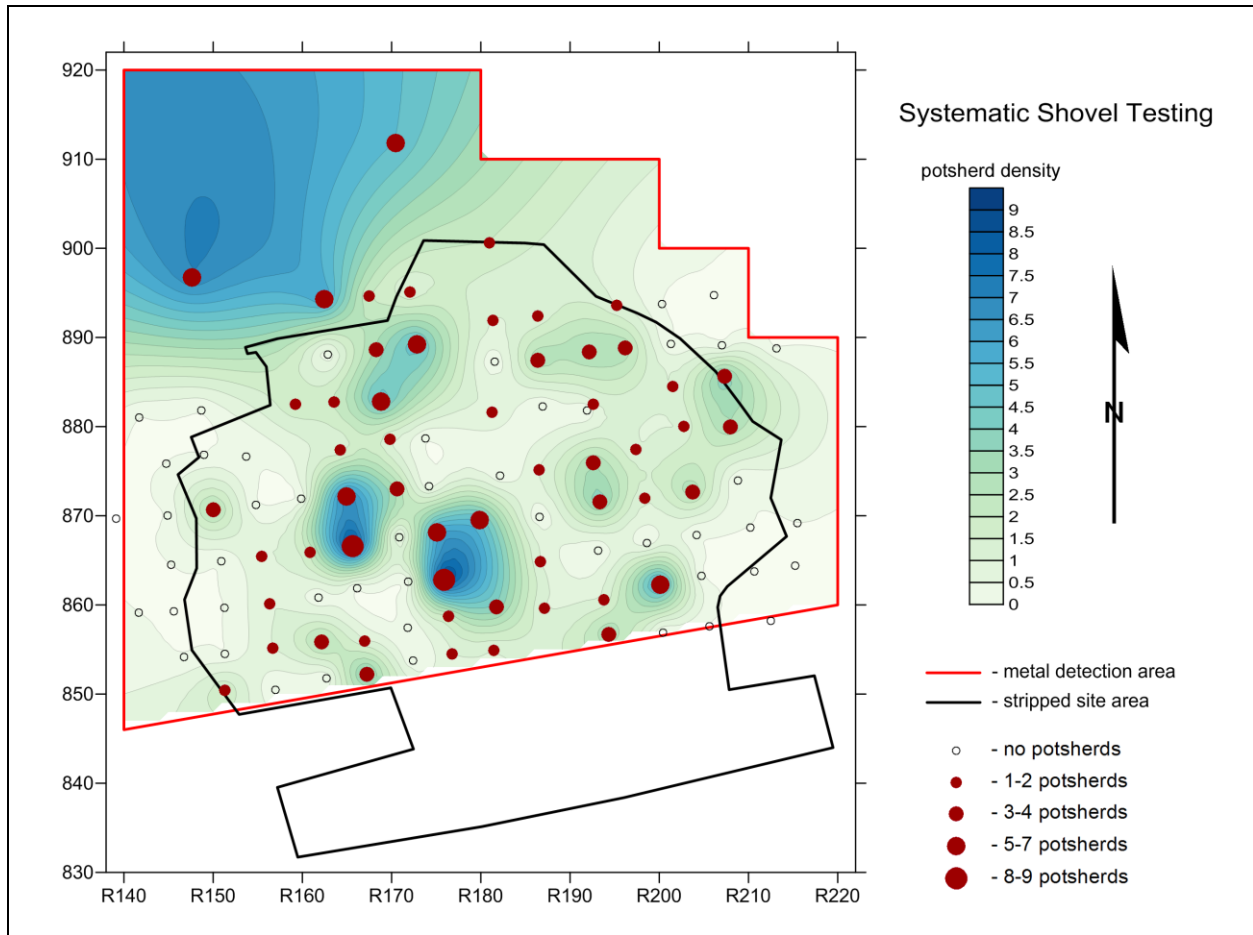 Systematic Shovel Testing
potsherd density
9
8.5
8
7.5
7
6.5
6
5.5
5
4.5
4
3.5
3
2.5
2
1.5
1
0.5
0
N
- metal detection area
- stripped site area
- no potsherds
- 1-2 potsherds
- 3-4 potsherds
- 5-7 potsherds
- 8-9 potsherds
920
910
900
890
880
870
860
850
840
830
R140 R150 R160 R170 R180 R190 R200 R210 R220